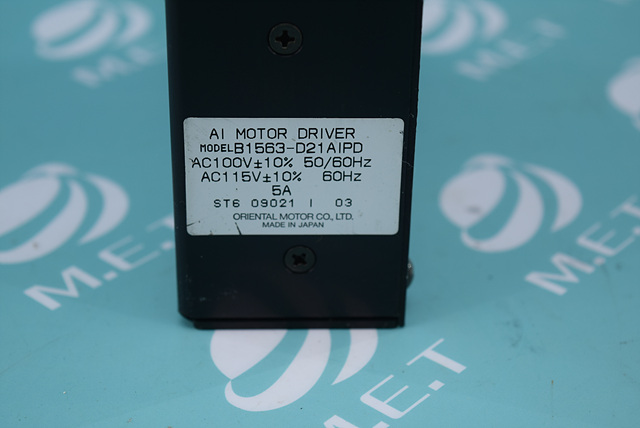 M.E.T
M.E.T
AI MOTOR DRIVER
MODEL B1563-D21AIPD
AC100V±10% 50/60Hz
AC115V±10% 60Hz
5A
ST6 09021 I 03
ORIENTAL MOTOR CO., LTD.
MADE IN JAPAN
M.E.T
M.E.T
M.E.T